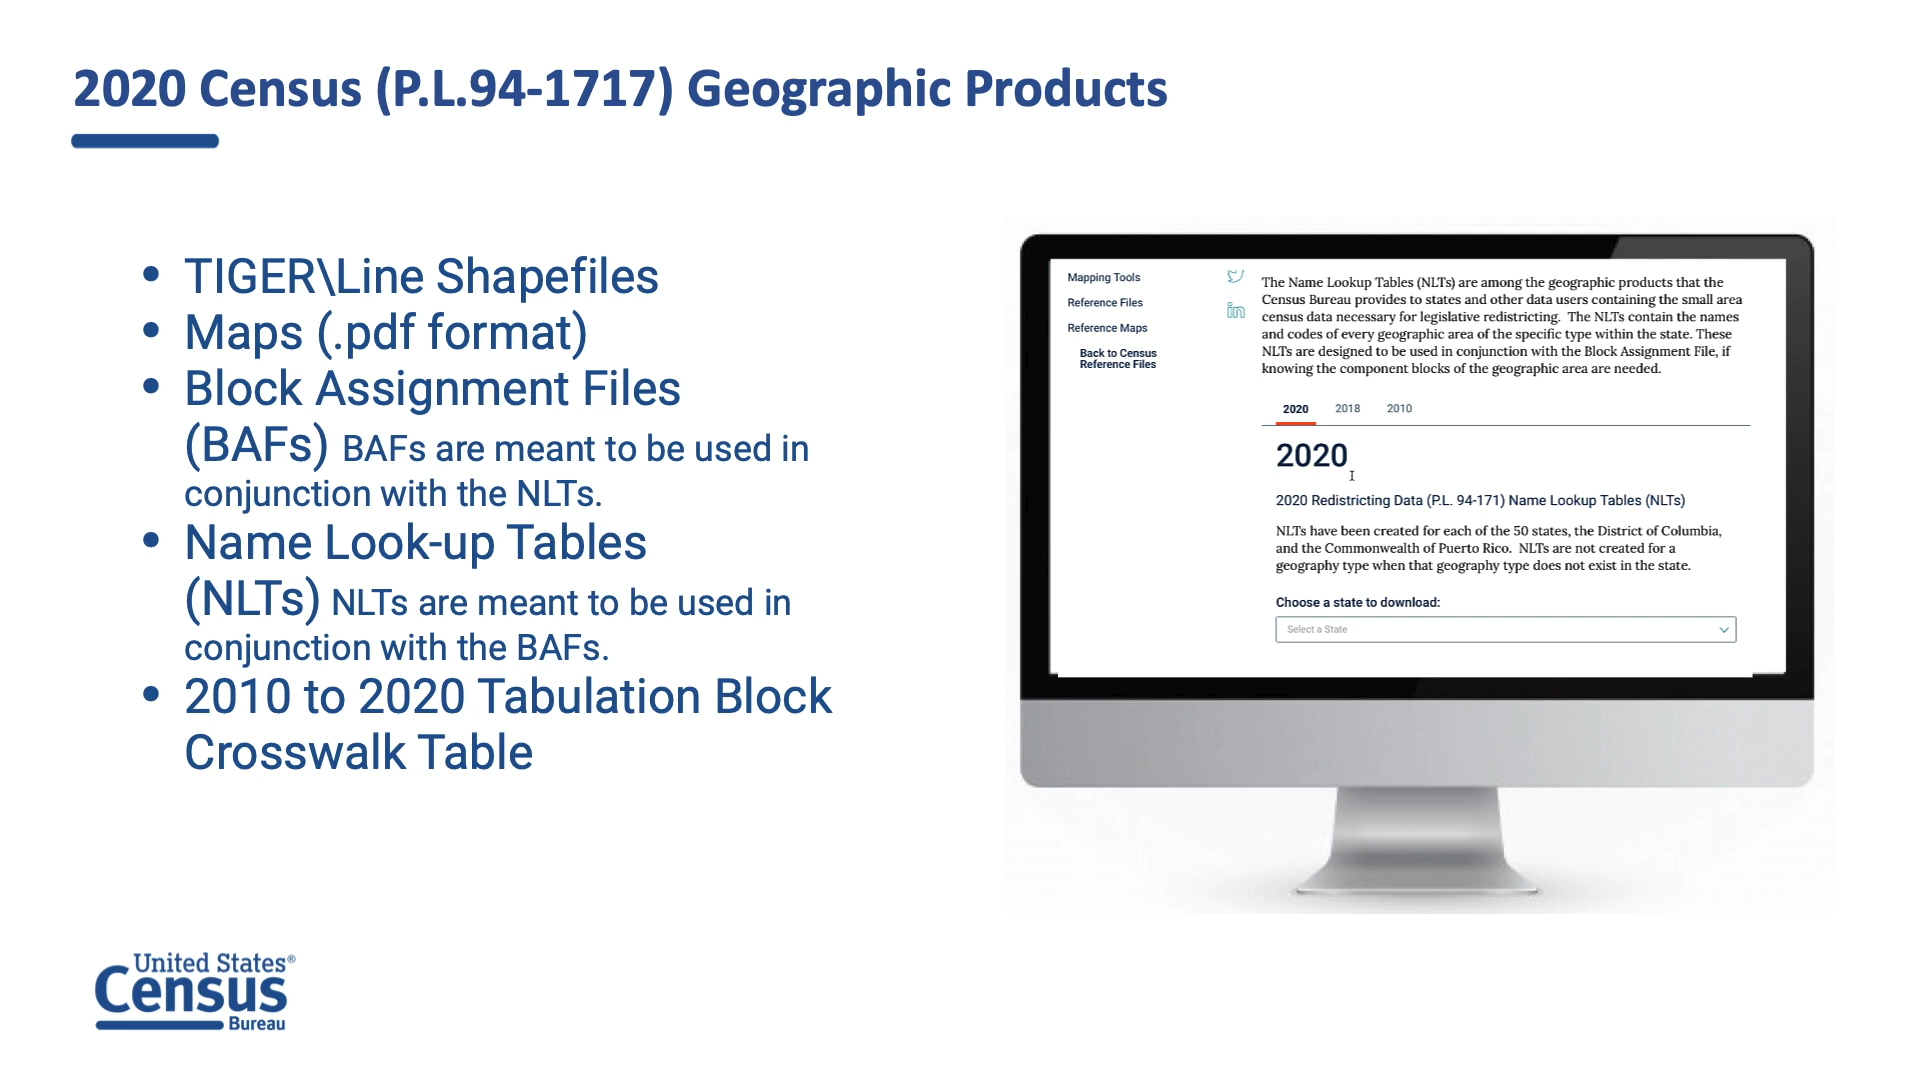 2020 Census (P.L.94-1717) Geographic Products
• TIGER\Line Shapefiles
• Maps (.pdf format)
• Block Assignment Files
(BAFs) BAFs are meant to be used in
conjunction with the NLTs.
• Name Look-up Tables
(NLTs) NLTs are meant to be used in
conjunction with the BAFs.
• 2010 to 2020 Tabulation Block
Crosswalk Table
Mapping Tools
Reference Files
Reference Maps
Back to Census
Reference Files
in
The Name Lookup Tables (NLTs) are among the geographic products that the
Census Bureau provides to states and other data users containing the small area
census data necessary for legislative redistricting. The NLTs contain the names
and codes of every geographic area of the specific type within the state. These
NLTs are designed to be used in conjunction with the Block Assignment File, if
knowing the component blocks of the geographic area are needed.
2020 2018 2010
2020
2020 Redistricting Data (P.L. 94-171) Name Lookup Tables (NLTs)
NLTs have been created for each of the 50 states, the District of Columbia,
and the Commonwealth of Puerto Rico. NLTs are not created for a
geography type when that geography type does not exist in the state.
Choose a state to download:
Select a State
United States®
Census
Bureau